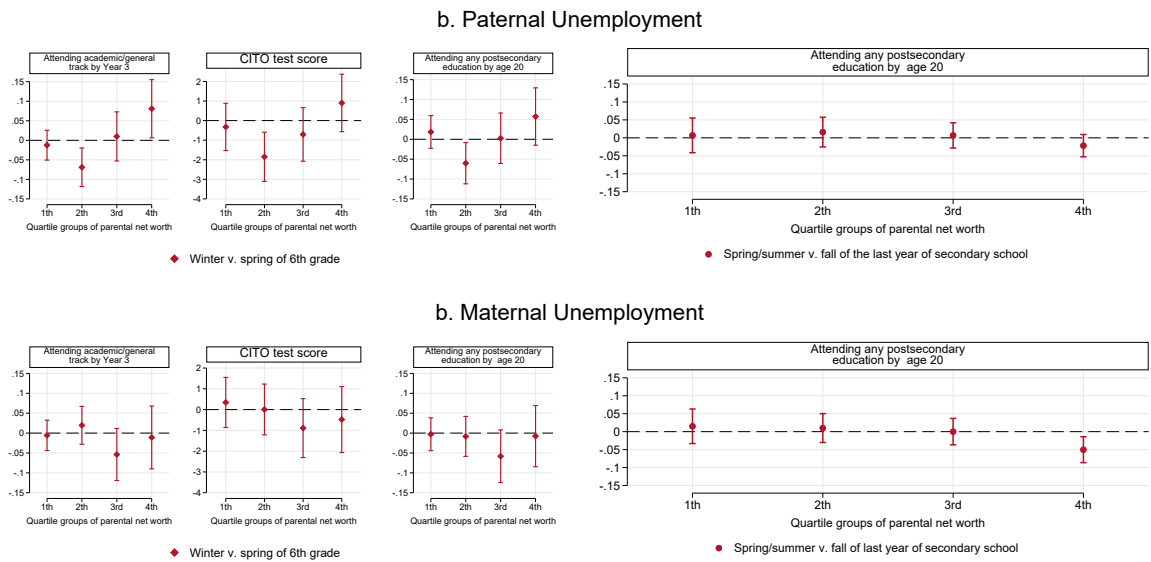 b. Paternal Unemployment
Attending academic/general
track by Year 3
.15
.1
.05
0
-.05
-.1
-.15
1th 2th 3rd 4th
Quartile groups of parental net worth
CITO test score
2
1
0
-1
-2
-3
-4
1th 2th 3rd 4th
Quartile groups of parental net worth
Attending any postsecondary
education by age 20
.15
.1
.05
0
-.05
-.1
-.15
1th 2th 3rd 4th
Quartile groups of parental net worth
Winter v. spring of 6th grade
Attending any postsecondary
education by age 20
.15
.1
.05
0
-.05
-.1
-.15
1th 2th 3rd 4th
Quartile groups of parental net worth
Spring/summer v. fall of the last year of secondary school
b. Maternal Unemployment
Attending academic/general
track by Year 3
.15
.1
.05
0
-.05
-.1
-.15
1th 2th 3rd 4th
Quartile groups of parental net worth
CITO test score
2
1
0
-1
-2
-3
-4
1th 2th 3rd 4th
Quartile groups of parental net worth
Attending any postsecondary
education by age 20
.15
.1
.05
0
-.05
-.1
-.15
1th 2th 3rd 4th
Quartile groups of parental net worth
Winter v. spring of 6th grade
Attending any postsecondary
education by age 20
.15
.1
.05
0
-.05
-.1
-.15
1th 2th 3rd 4th
Quartile groups of parental net worth
Spring/summer v. fall of last year of secondary school